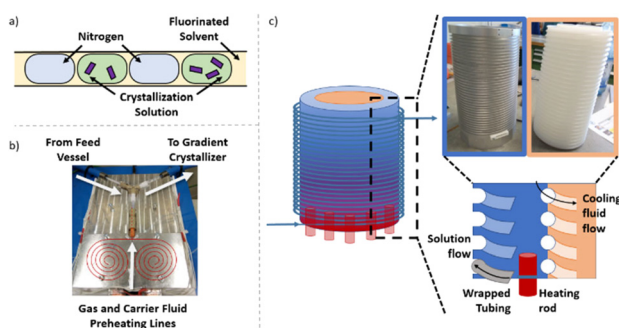 a)
Nitrogen
Fluorinated
Solvent
Crystallization
Solution
b)
From Feed
Vessel
To Gradient
Crystallizer
Gas and Carrier Fluid
Preheating Lines
c)
Cooling
fluid
flow
Solution
flow
Wrapped
Tubing
Heating
rod